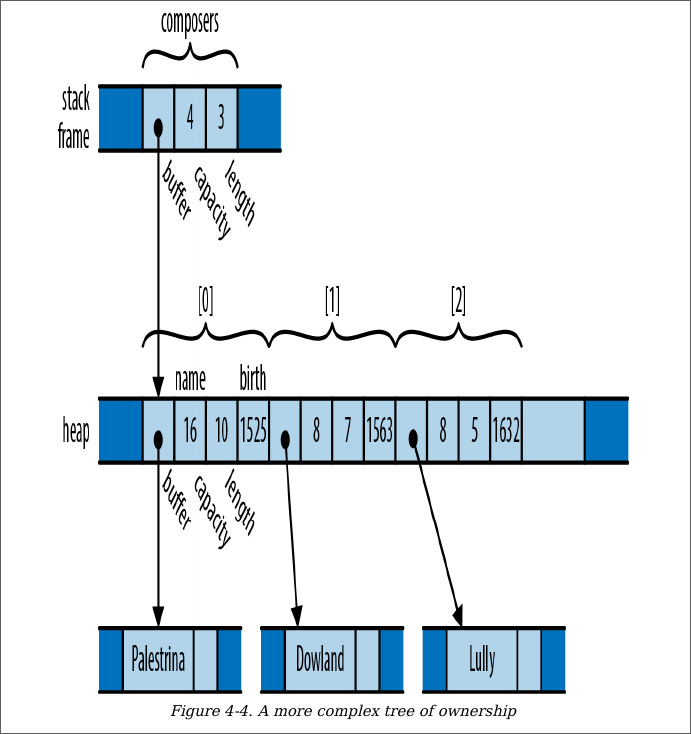 composers
stack
frame
4 3
buffer capacity length
[0] [1] [2]
name birth
heap
16 10 1525 8 7 1563 8 5 1632
buffer capacity length
Palestrina Dowland Lully
Figure 4-4. A more complex tree of ownership